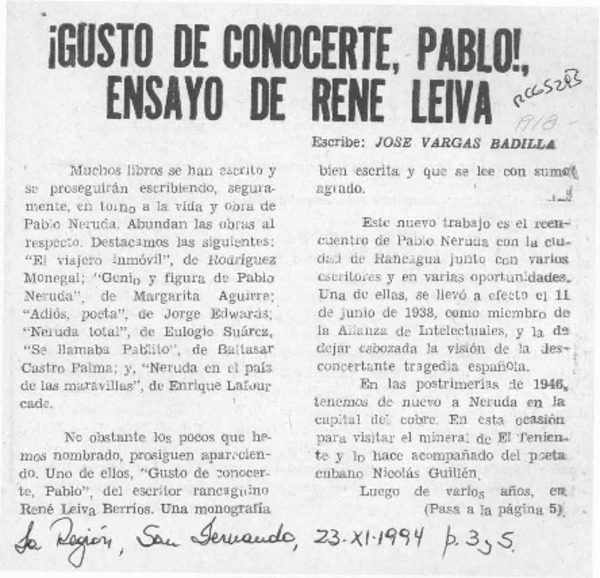 ¡GUSTO DE CONOCERTE, PABLO!,
ENSAYO DE RENE LEIVA
1918-
Escribe: JOSE VARGAS BADILLA
Muchos libros se han escrito y
se proseguirán escribiendo, segura-
mente, en torno a la vida y obra de
Pablo Neruda. Abundan las obras al
respecto. Destacamos las siguientes:
"El viajero inmóvil", de Rodríguez
Monegal; "Genio y figura de Pablo
Neruda", de Margarita Aguirre;
"Adiós, poeta", de Jorge Edwards;
"Neruda total", de Eulogio Suárez,
"Se llamaba Pablito", de Baltasar
Castro Palma; y, "Neruda en el país
de las maravillas", de Enrique Lafour
cade.
No obstante los pocos que he-
mos nombrado, prosiguen aparecien-
do. Uno de ellos, "Gusto de conocer-
te, Pablo", del escritor rancagüino
René Leiva Berríos. Una monografía
bien escrita y que se lee con sumo
agrado.
Este nuevo trabajo es el reen-
cuentro de Pablo Neruda con la ciu-
dad de Rancagua junto con varios
escritores y en varias oportunidades.
Una de ellas, se llevó a efecto el 11
de junio de 1938, como miembro de
la Alianza de Intelectuales, y la de
dejar esbozada la visión de la des-
concertante tragedia española.
En las postrimerías de 1946,
tenemos de nuevo a Neruda en la
capital del cobre. En esta ocasión
para visitar el mineral de El Tenien-
te y lo hace acompañado del poeta
cubano Nicolás Guillén.
Luego de varios años, en
(Pasa a la página 5)
La Región, San Fernando, 23-XI-1994 p. 3 y 5.